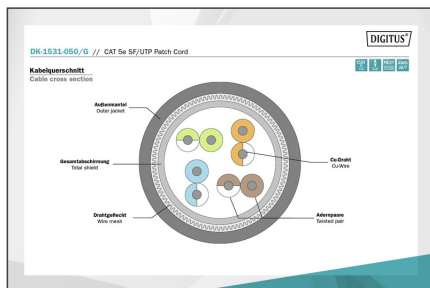 DIGITUS®
DK-1531-050/G // CAT 5e SF/UTP Patch Cord
Kabelquerschnitt
Cable cross section
Außenmantel
Outer jacket
Gesamtabschirmung
Total shield
Drahtgeflecht
Wire mesh
Cu-Draht
Cu-Wire
Adernpaare
Twisted pair